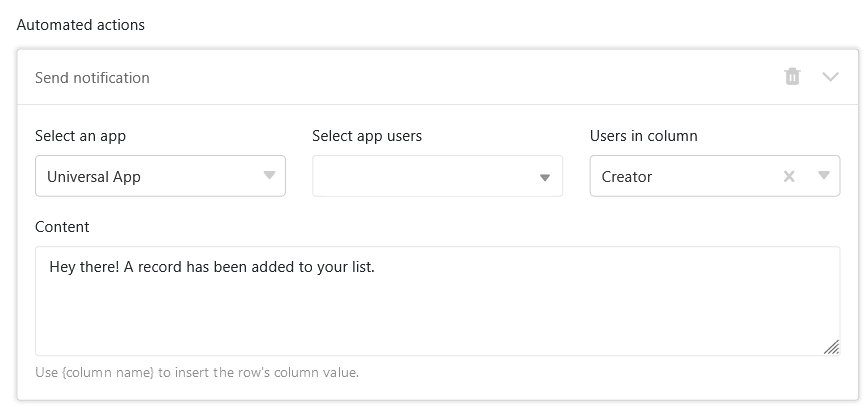 Automated actions
Send notification
Select an app
Select app users
Users in column
Universal App
Creator
Content
Hey there! A record has been added to your list.
Use {column name} to insert the row's column value.